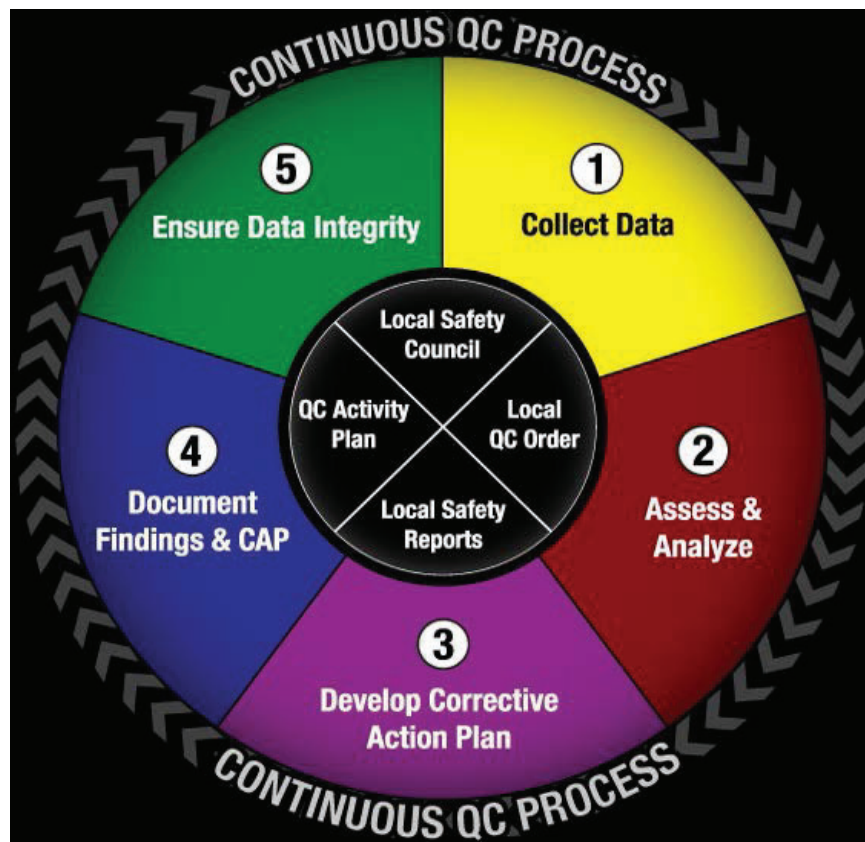 CONTINUOUS QC PROCESS
1
Collect Data
2
Assess &
Analyze
3
Develop Corrective
Action Plan
4
Document
Findings & CAP
5
Ensure Data Integrity
Local Safety
Council
Local
QC Order
Local Safety
Reports
QC Activity
Plan
CONTINUOUS QC PROCESS